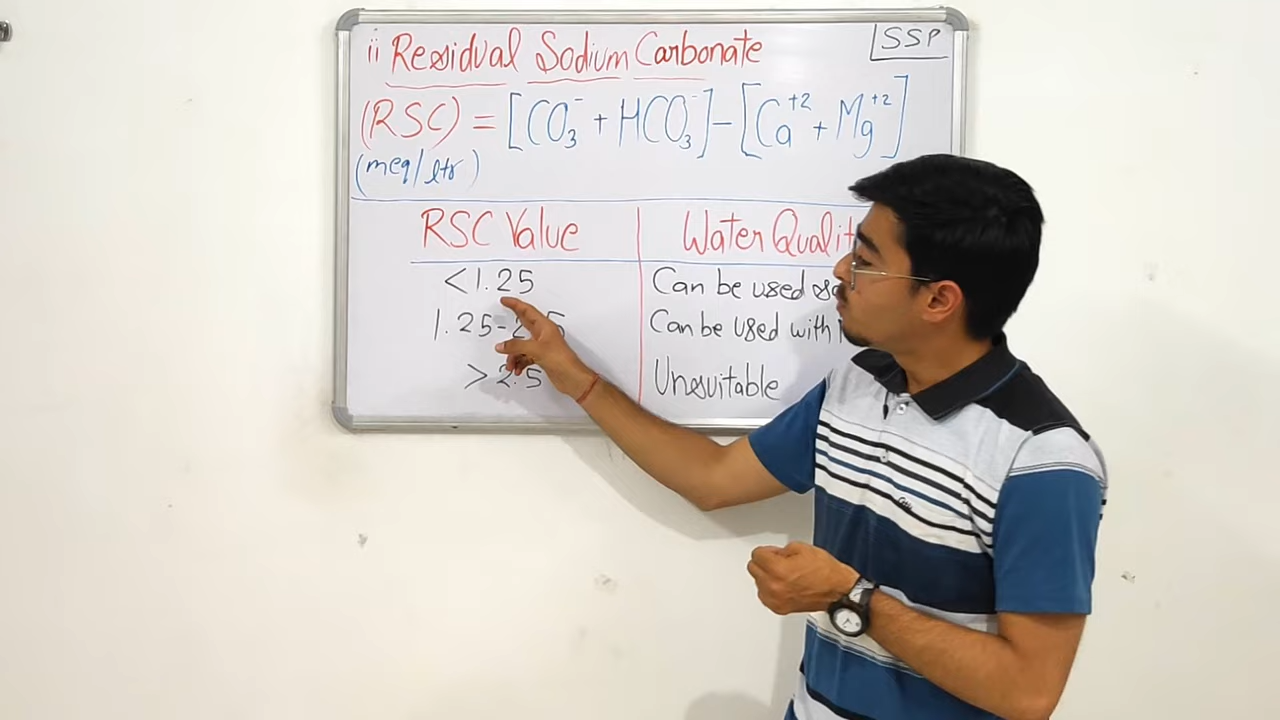 ii Residual Sodium Carbonate
SSP
(RSC) = [CO₃⁻ + HCO₃⁻] - [Ca⁺² + Mg⁺²]
(meq/ltr)
RSC Value Water Qualit
<1.25 Can be used
1.25-2.5 Can be used with
>2.5 Unsuitable